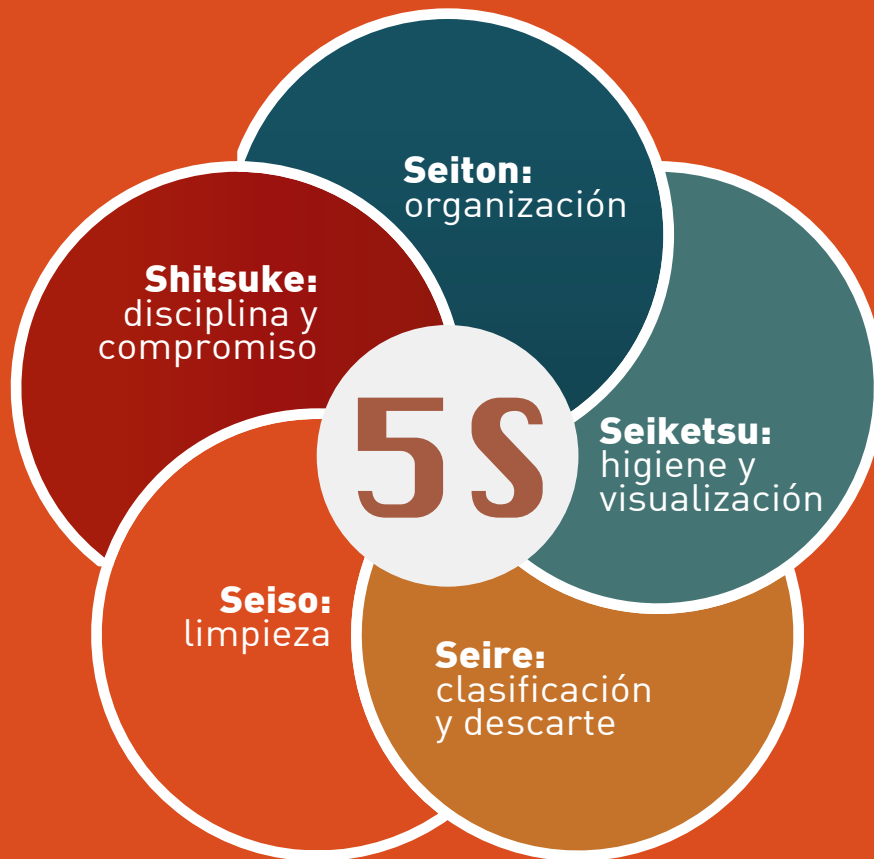 Seiton:
organización
Shitsuke:
disciplina y
compromiso
5S
Seiketsu:
higiene y
visualización
Seiso:
limpieza
Seire:
clasificación
y descarte